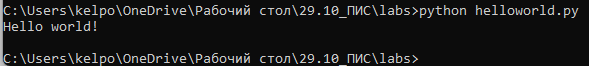 C:\Users\kelpo\OneDrive\Рабочий стол\29.10_ПИС\labs>python helloworld.py
Hello world!
C:\Users\kelpo\OneDrive\Рабочий стол\29.10_ПИС\labs>